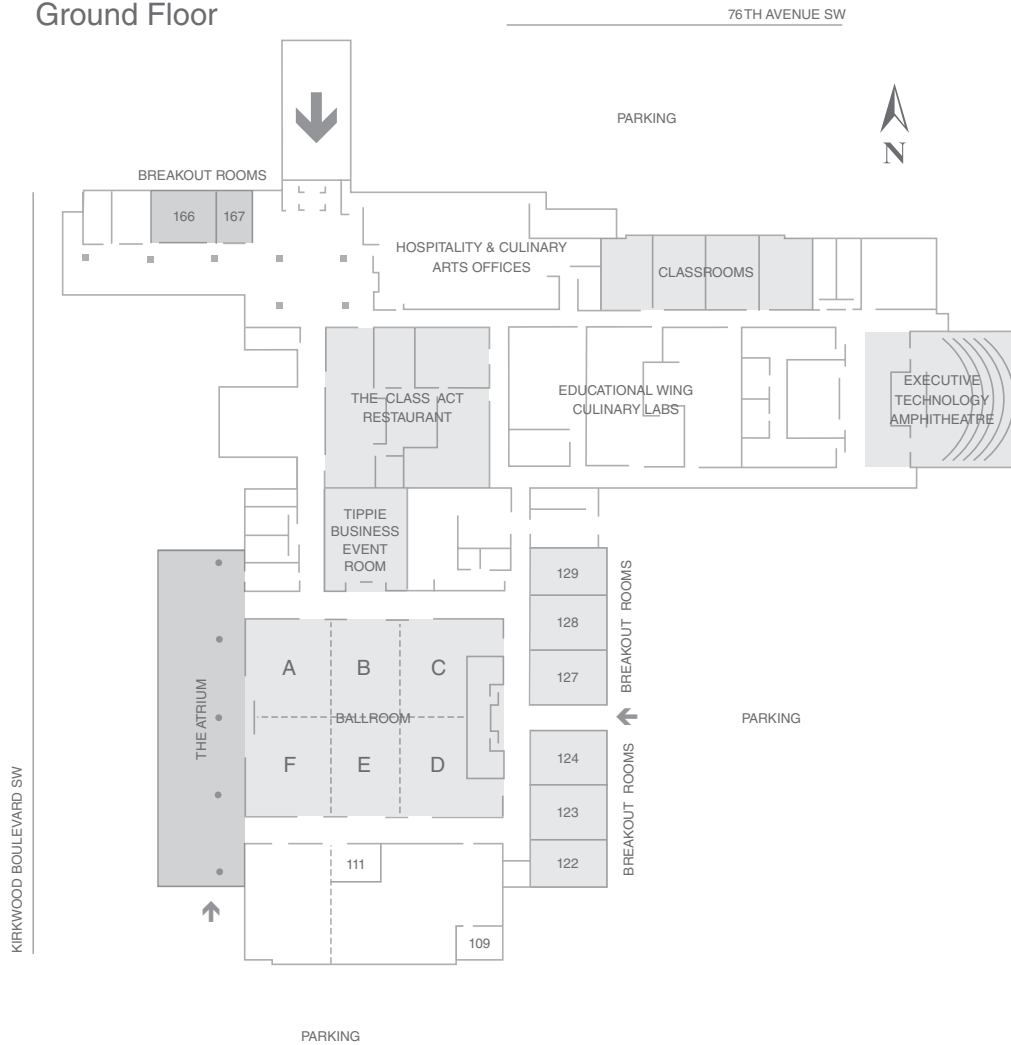 Ground Floor
76TH AVENUE SW
PARKING
N
BREAKOUT ROOMS
166
167
HOSPITALITY & CULINARY
ARTS OFFICES
CLASSROOMS
THE CLASS ACT
RESTAURANT
EDUCATIONAL WING
CULINARY LABS
EXECUTIVE
TECHNOLOGY
AMPHITHEATRE
TIPPIE
BUSINESS
EVENT
ROOM
129
128
127
BREAKOUT ROOMS
THE ATRIUM
A
B
C
BALLROOM
F
E
D
PARKING
124
123
122
BREAKOUT ROOMS
KIRKWOOD BOULEVARD SW
111
109
PARKING